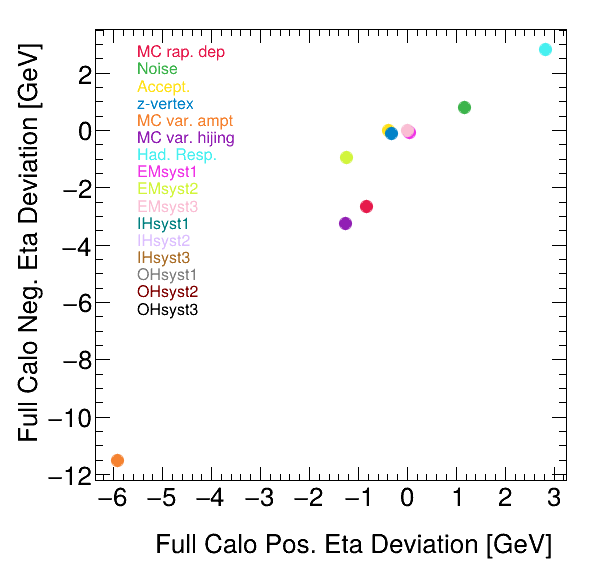 Full Calo Neg. Eta Deviation [GeV]
2
0
−2
−4
−6
−8
−10
−12
MC rap. dep
Noise
Accept.
z-vertex
MC var. ampt
MC var. hijing
Had. Resp.
EMsyst1
EMsyst2
EMsyst3
IHsyst1
IHsyst2
IHsyst3
OHsyst1
OHsyst2
OHsyst3
−6 −5 −4 −3 −2 −1 0 1 2 3
Full Calo Pos. Eta Deviation [GeV]